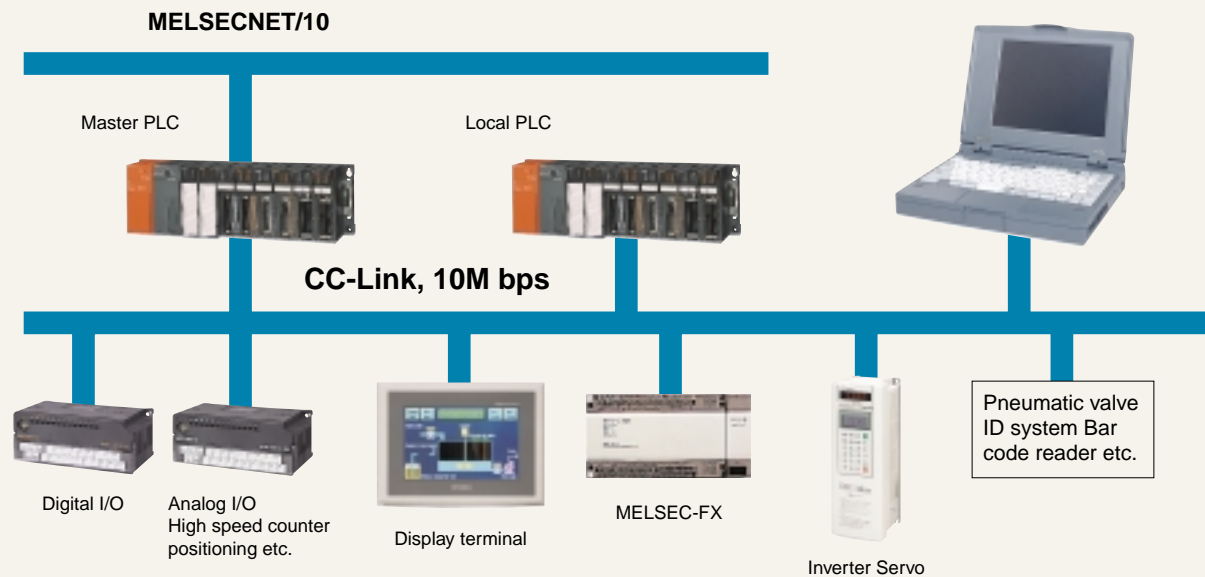 MELSECNET/10
Master PLC
Local PLC
CC-Link, 10M bps
Digital I/O
Analog I/O
High speed counter
positioning etc.
Display terminal
MELSEC-FX
Inverter Servo
Pneumatic valve
ID system Bar
code reader etc.